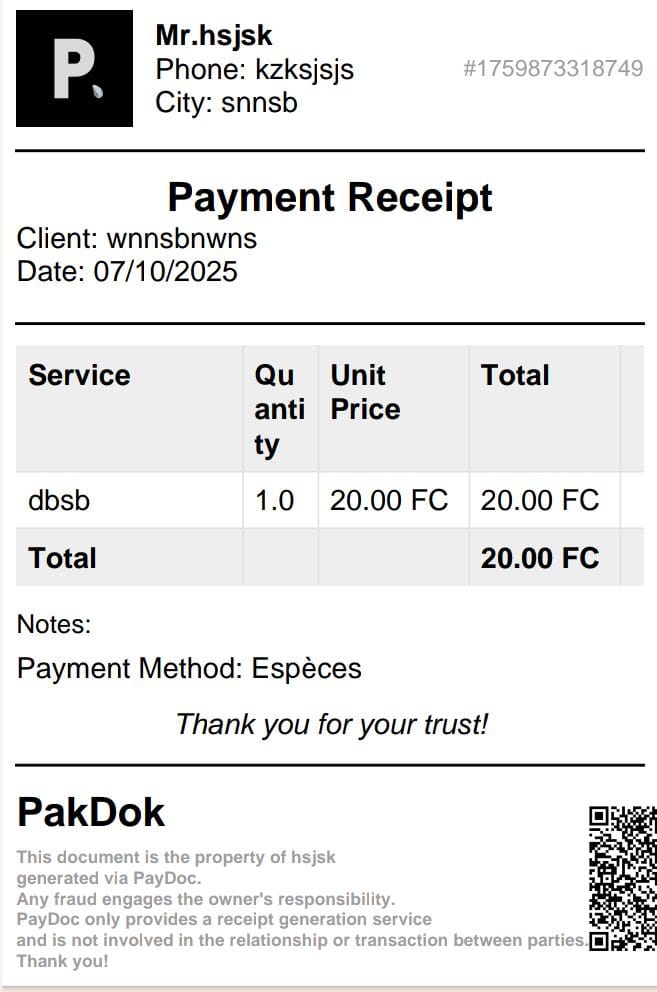 P.
Mr.hsjsk
Phone: kzksjsjs
#1759873318749
City: snnsb
Payment Receipt
Client: wnnsbnwns
Date: 07/10/2025
Service Quantity Unit Price Total
dbsb 1.0 20.00 FC 20.00 FC
Total 20.00 FC
Notes:
Payment Method: Espèces
Thank you for your trust!
PakDok
This document is the property of hsjsk
generated via PayDoc.
Any fraud engages the owner's responsibility.
PayDoc only provides a receipt generation service
and is not involved in the relationship or transaction between parties.
Thank you!